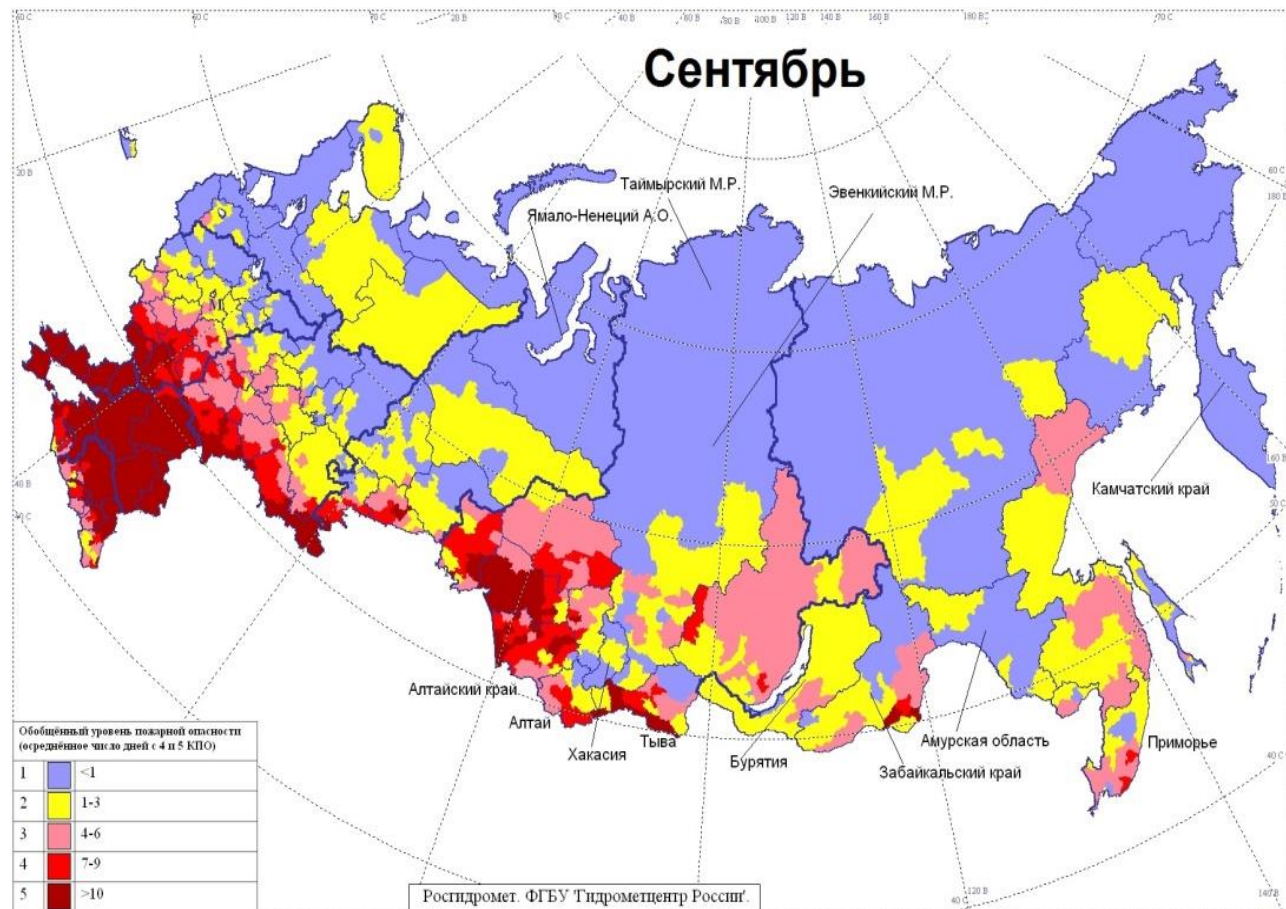 Сентябрь
Таймырский М.Р.
Эвенкийский М.Р.
Ямало-Ненеций А.О.
Камчатский край
Алтайский край
Алтай
Хакасия
Тыва
Бурятия
Забайкальский край
Амурская область
Приморье
Обобщённый уровень пожарной опасности
(осреднённое число дней с 4 и 5 КПО)
1 <1
2 1-3
3 4-6
4 7-9
5 >10
Росгидромет. ФГБУ 'Гидрометцентр России'.